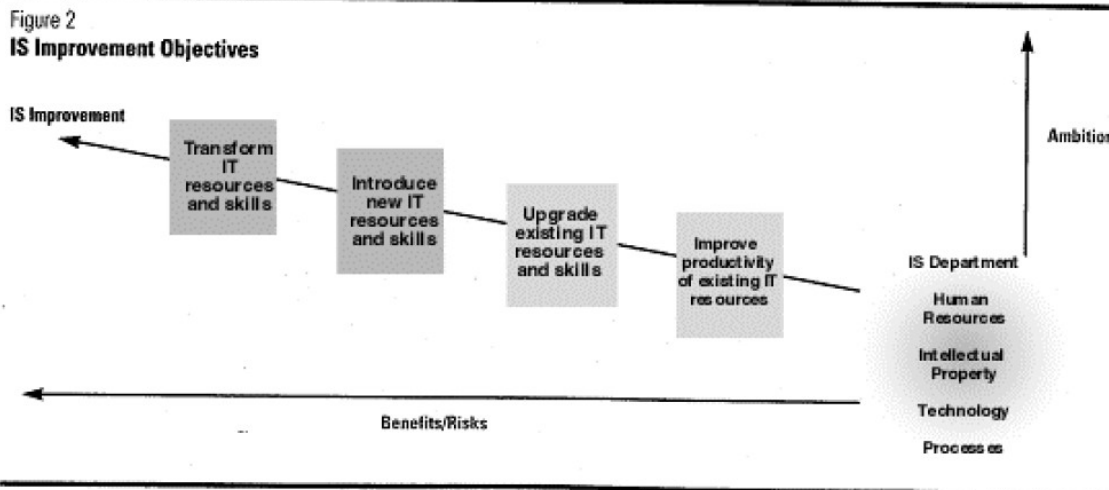 Figure 2
IS Improvement Objectives
IS Improvement
Transform
IT
resources
and skills
Introduce
new IT
resources
and skills
Upgrade
existing IT
resources
and skills
Improve
productivity
of existing IT
resources
Ambition
IS Department
Human
Resources
Intellectual
Property
Technology
Processes
Benefits/Risks